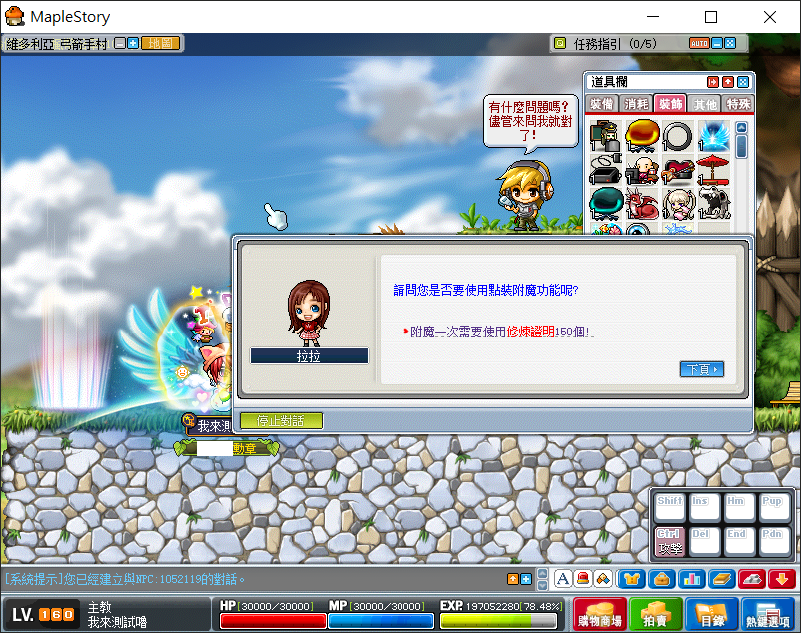 MapleStory
維多利亞 弓箭手村
地圖
任務指引 (0/5)
AUTO
道具欄
裝備 消耗 裝飾 其他 特殊
有什麼問題嗎?
儘管來問我就對
了!
請問您是否要使用點裝附魔功能呢?
附魔一次需要使用修煉證明150個!
拉拉
下頁
停止對話
我來測
勳章
Shift Ins Hm Pup
Ctrl Del End Pdn
攻擊
[系統提示]您已經建立與NPC:1052119的對話。
LV. 160
主教
我來測試嚕
HP [30000/30000] MP [30000/30000] EXP. 197052280[78.48%]
購物商場 拍賣 目錄 熱鍵選項